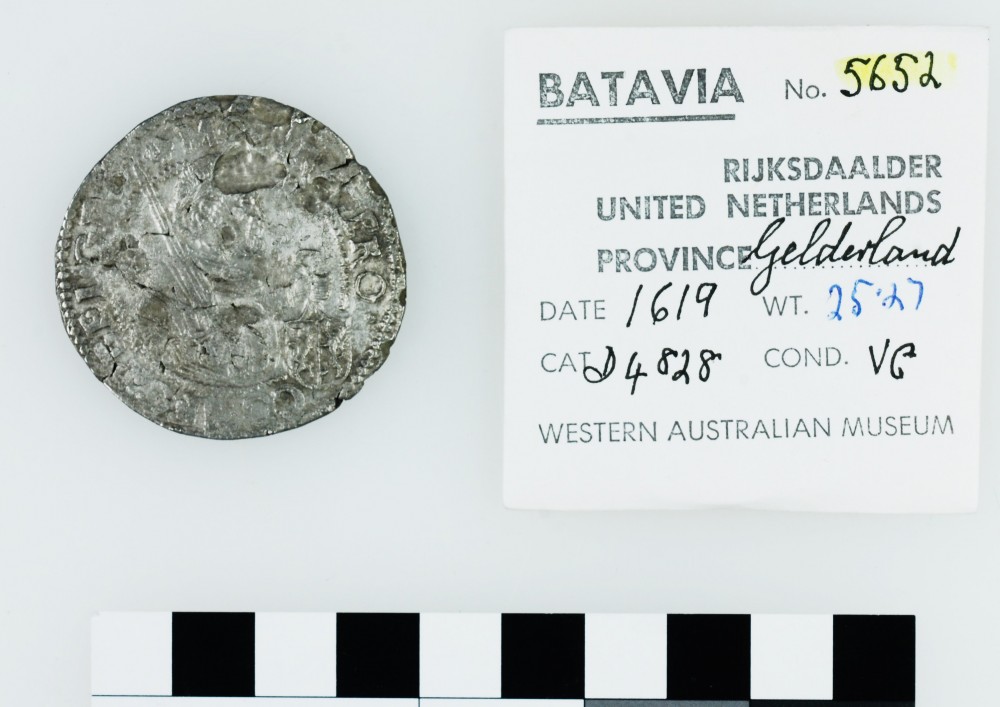 BATAVIA No. 5652
RIJKSDAALDER
UNITED NETHERLANDS
PROVINCE Gelderland
DATE 1619 WT. 25.27
CAT. D 4828 COND. VG
WESTERN AUSTRALIAN MUSEUM